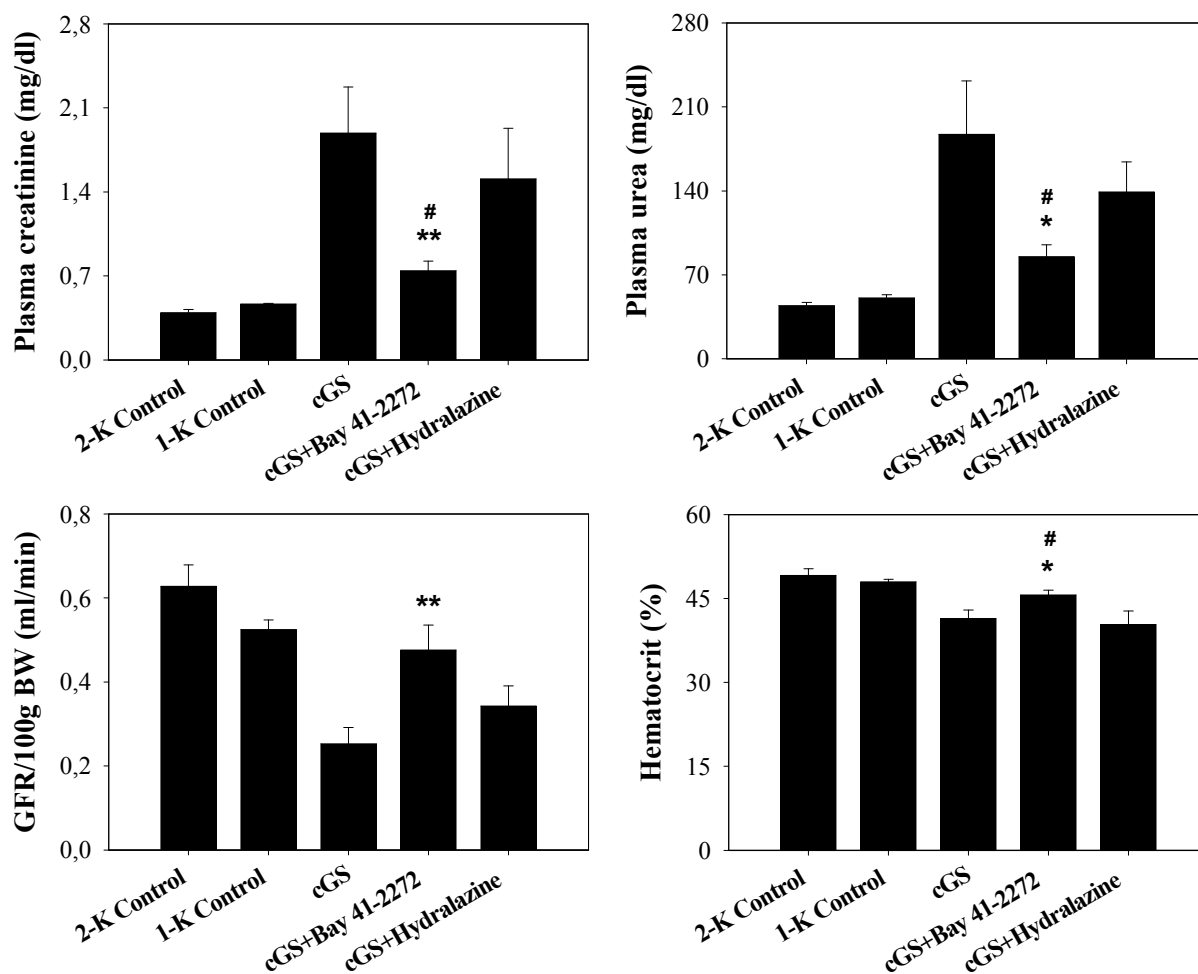 Plasma creatinine (mg/dl)
2,8
2,1
1,4
0,7
0,0
#
**
2-K Control
1-K Control
cGS
cGS+Bay 41-2272
cGS+Hydralazine
Plasma urea (mg/dl)
280
210
140
70
0
#
*
2-K Control
1-K Control
cGS
cGS+Bay 41-2272
cGS+Hydralazine
GFR/100g BW (ml/min)
0,8
0,6
0,4
0,2
0,0
**
2-K Control
1-K Control
cGS
cGS+Bay 41-2272
cGS+Hydralazine
Hematocrit (%)
60
45
30
15
0
#
*
2-K Control
1-K Control
cGS
cGS+Bay 41-2272
cGS+Hydralazine